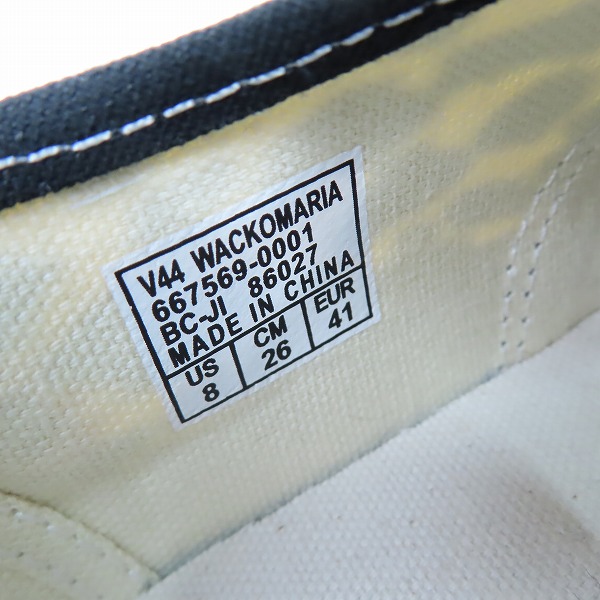 V44 WACKOMARIA
667569-0001
BC-JI 86027
MADE IN CHINA
US CM EUR
8 26 41